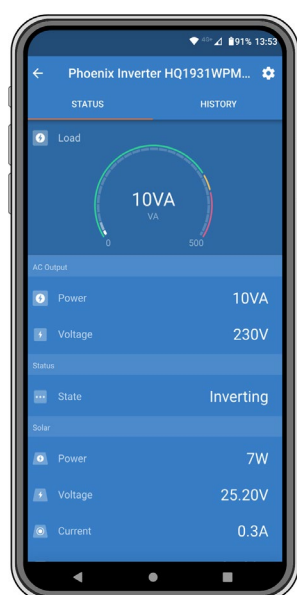 4G+ 91% 13:53
Phoenix Inverter HQ1931WPM...
STATUS HISTORY
Load
10VA
VA
0 500
AC Output
Power 10VA
Voltage 230V
Status
State Inverting
Solar
Power 7W
Voltage 25.20V
Current 0.3A